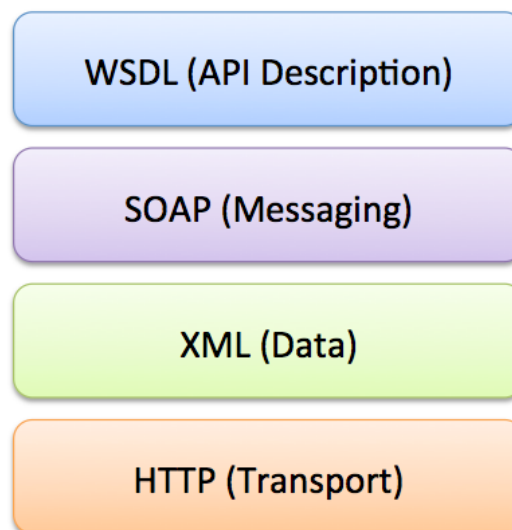 WSDL (API Description)
SOAP (Messaging)
XML (Data)
HTTP (Transport)